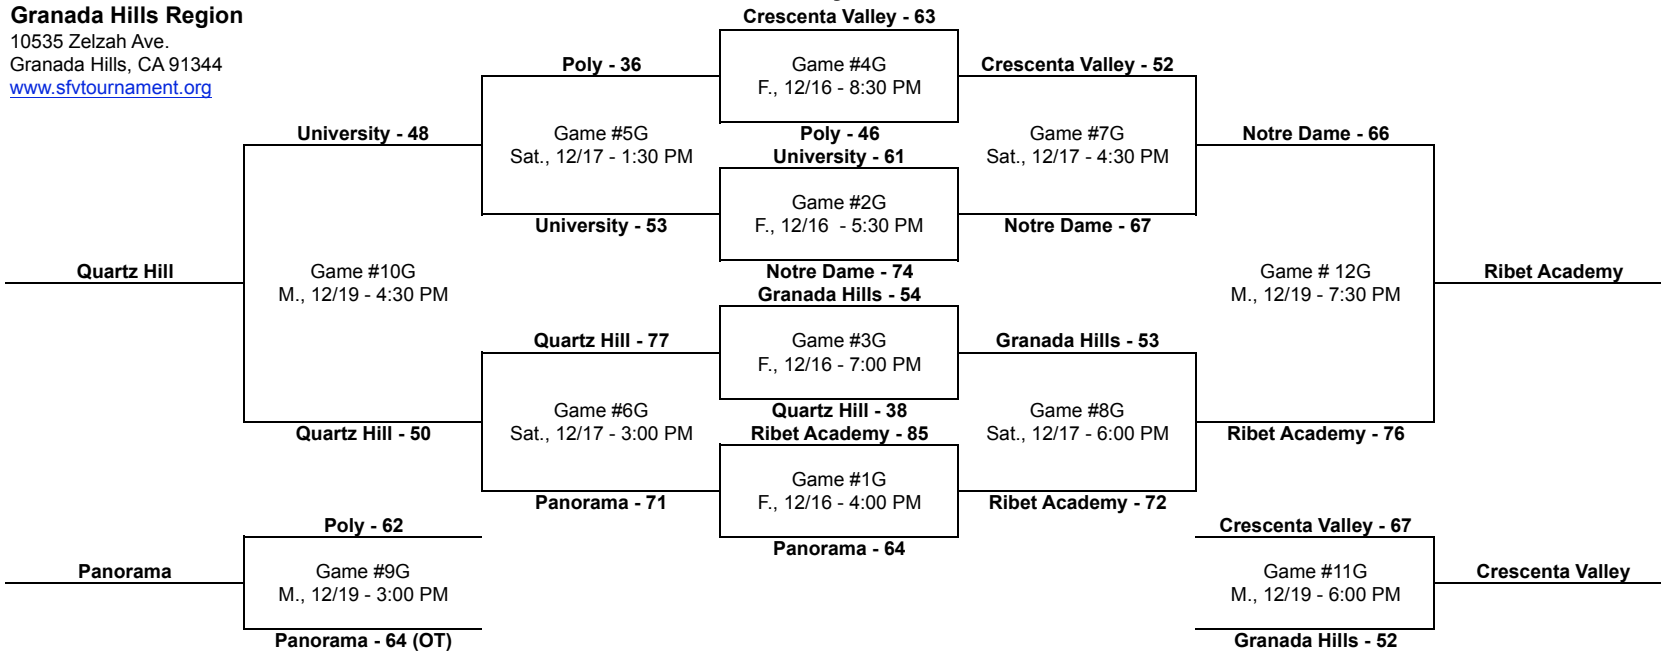 Granada Hills Region
10535 Zelzah Ave.
Granada Hills, CA 91344
www.sfvtournament.org
Crescenta Valley - 63
Poly - 36
Game #4G
F., 12/16 - 8:30 PM
Crescenta Valley - 52
University - 48
Game #5G
Sat., 12/17 - 1:30 PM
Poly - 46
University - 61
Game #7G
Sat., 12/17 - 4:30 PM
Notre Dame - 66
Game #2G
F., 12/16 - 5:30 PM
University - 53
Notre Dame - 67
Quartz Hill
Game #10G
M., 12/19 - 4:30 PM
Notre Dame - 74
Granada Hills - 54
Game # 12G
M., 12/19 - 7:30 PM
Ribet Academy
Quartz Hill - 77
Game #3G
F., 12/16 - 7:00 PM
Granada Hills - 53
Quartz Hill - 50
Game #6G
Sat., 12/17 - 3:00 PM
Quartz Hill - 38
Ribet Academy - 85
Game #8G
Sat., 12/17 - 6:00 PM
Ribet Academy - 76
Game #1G
F., 12/16 - 4:00 PM
Panorama - 71
Ribet Academy - 72
Poly - 62
Panorama - 64
Crescenta Valley - 67
Panorama
Game #9G
M., 12/19 - 3:00 PM
Game #11G
M., 12/19 - 6:00 PM
Crescenta Valley
Panorama - 64 (OT)
Granada Hills - 52